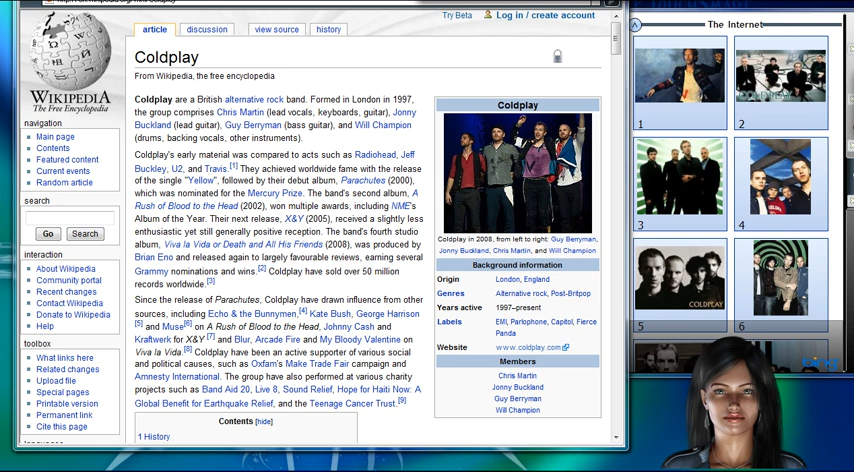 Try Beta Log in / create account
article discussion view source history
WIKIPEDIA
The Free Encyclopedia
navigation
Main page
Contents
Featured content
Current events
Random article
search
Go Search
interaction
About Wikipedia
Community portal
Recent changes
Contact Wikipedia
Donate to Wikipedia
Help
toolbox
What links here
Related changes
Upload file
Special pages
Printable version
Permanent link
Cite this page
Coldplay
From Wikipedia, the free encyclopedia
Coldplay are a British alternative rock band. Formed in London in 1997,
the group comprises Chris Martin (lead vocals, keyboards, guitar), Jonny
Buckland (lead guitar), Guy Berryman (bass guitar), and Will Champion
(drums, backing vocals, other instruments).
Coldplay's early material was compared to acts such as Radiohead, Jeff
Buckley, U2, and Travis.[1] They achieved worldwide fame with the release
of the single "Yellow", followed by their debut album, Parachutes (2000),
which was nominated for the Mercury Prize. The band's second album, A
Rush of Blood to the Head (2002), won multiple awards, including NME's
Album of the Year. Their next release, X&Y (2005), received a slightly less
enthusiastic yet still generally positive reception. The band's fourth studio
album, Viva la Vida or Death and All His Friends (2008), was produced by
Brian Eno and released again to largely favourable reviews, earning several
Grammy nominations and wins.[2] Coldplay have sold over 50 million
records worldwide.[3]
Since the release of Parachutes, Coldplay have drawn influence from other
sources, including Echo & the Bunnymen,[4] Kate Bush, George Harrison
[5] and Muse[6] on A Rush of Blood to the Head, Johnny Cash and
Kraftwerk for X&Y [7] and Blur, Arcade Fire and My Bloody Valentine on
Viva la Vida.[8] Coldplay have been an active supporter of various social
and political causes, such as Oxfam's Make Trade Fair campaign and
Amnesty International. The group have also performed at various charity
projects such as Band Aid 20, Live 8, Sound Relief, Hope for Haiti Now: A
Global Benefit for Earthquake Relief, and the Teenage Cancer Trust.[9]
Contents [hide]
1 History
Coldplay
Coldplay in 2008, from left to right: Guy Berryman,
Jonny Buckland, Chris Martin, and Will Champion
Background information
Origin London, England
Genres Alternative rock, Post-Britpop
Years active 1997–present
Labels EMI, Parlophone, Capitol, Fierce
Panda
Website www.coldplay.com
Members
Chris Martin
Jonny Buckland
Guy Berryman
Will Champion
The Internet
1
COLDPLAY
2
3
4
COLDPLAY
5
6
bing